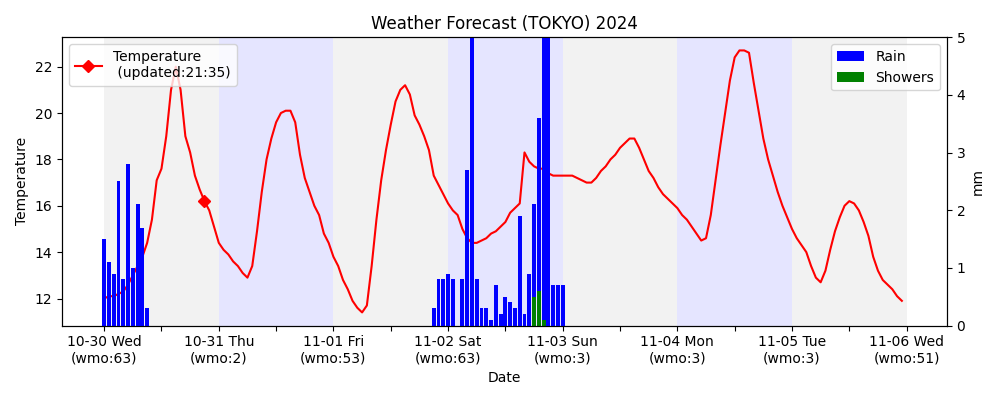 Weather Forecast (TOKYO) 2024
Temperature
(updated:21:35)
Rain
Showers
Temperature
22
20
18
16
14
12
5
4
3
2
1
0
mm
10-30 Wed
(wmo:63)
10-31 Thu
(wmo:2)
11-01 Fri
(wmo:53)
11-02 Sat
(wmo:63)
11-03 Sun
(wmo:3)
11-04 Mon
(wmo:3)
11-05 Tue
(wmo:3)
11-06 Wed
(wmo:51)
Date